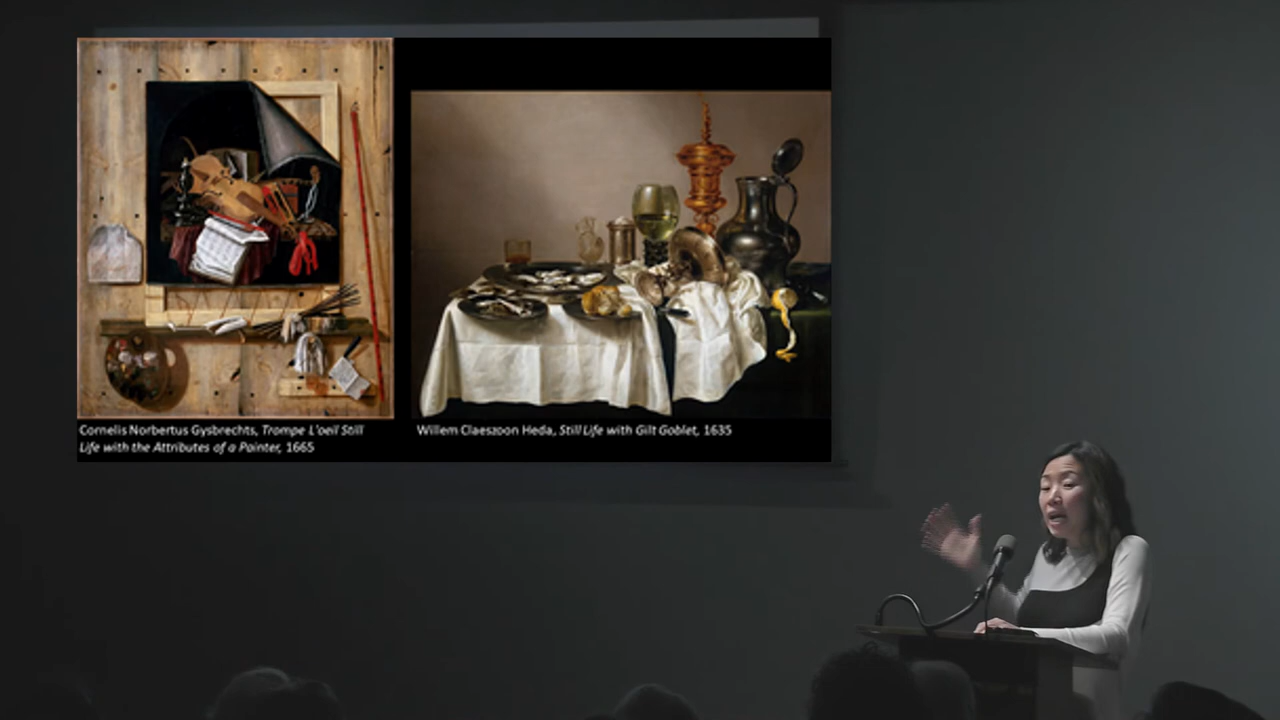 Cornelis Norbertus Gysbrechts, Trompe L'oeil Still
Life with the Attributes of a Painter, 1665
Willem Claeszoon Heda, Still Life with Gilt Goblet, 1635